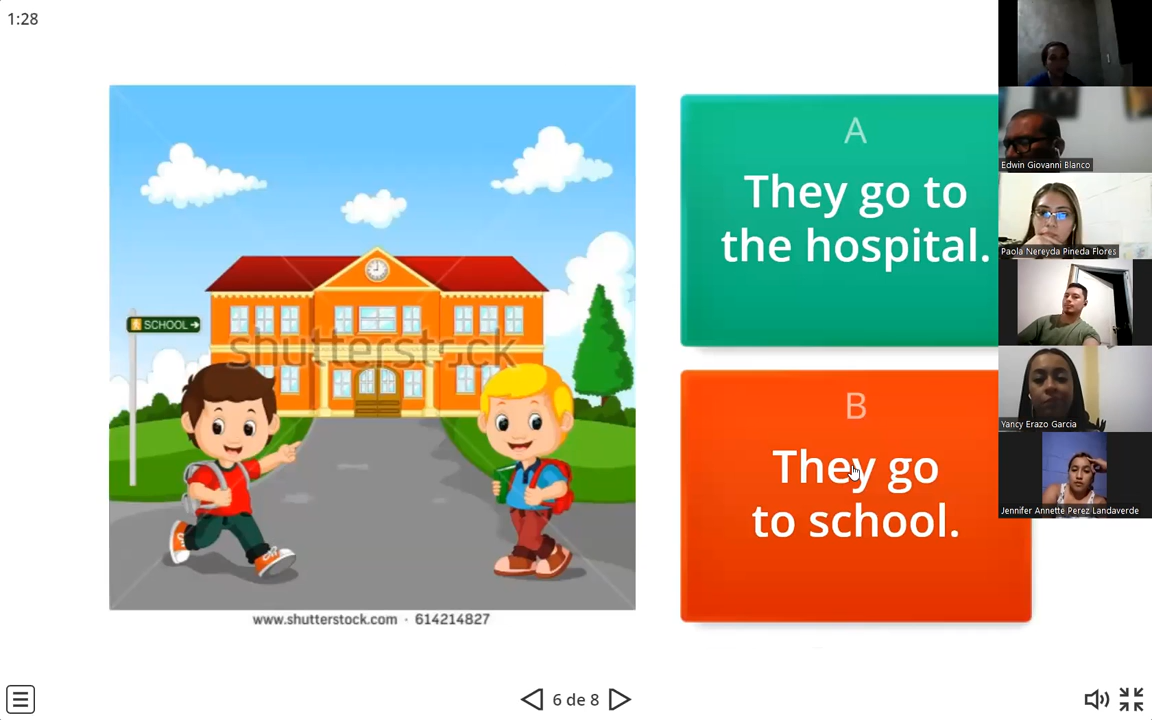 1:28
SCHOOL
shutterstock
www.shutterstock.com · 614214827
A
They go to
the hospital.
B
They go
to school.
6 de 8
Edwin Giovanni Blanco
Paola Nereyda Pineda Flores
Yancy Erazo Garcia
Jennifer Annette Perez Landaverde